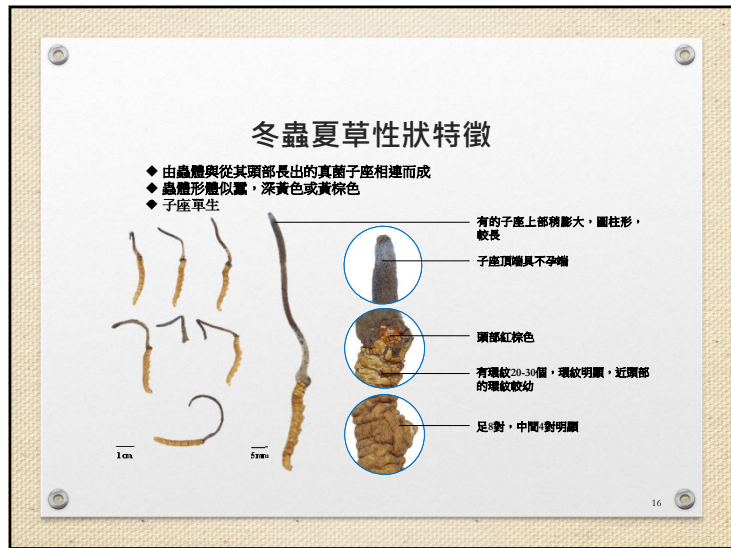 冬蟲夏草性狀特徵
◆ 由蟲體與從其頭部長出的真菌子座相連而成
◆ 蟲體形體似蠶，深黃色或黃棕色
◆ 子座單生
有的子座上部稍膨大，圓柱形，
較長
子座頂端具不孕端
頭部紅棕色
有環紋20-30個，環紋明顯，近頭部
的環紋較幼
足8對，中間4對明顯
1cm
5mm
16